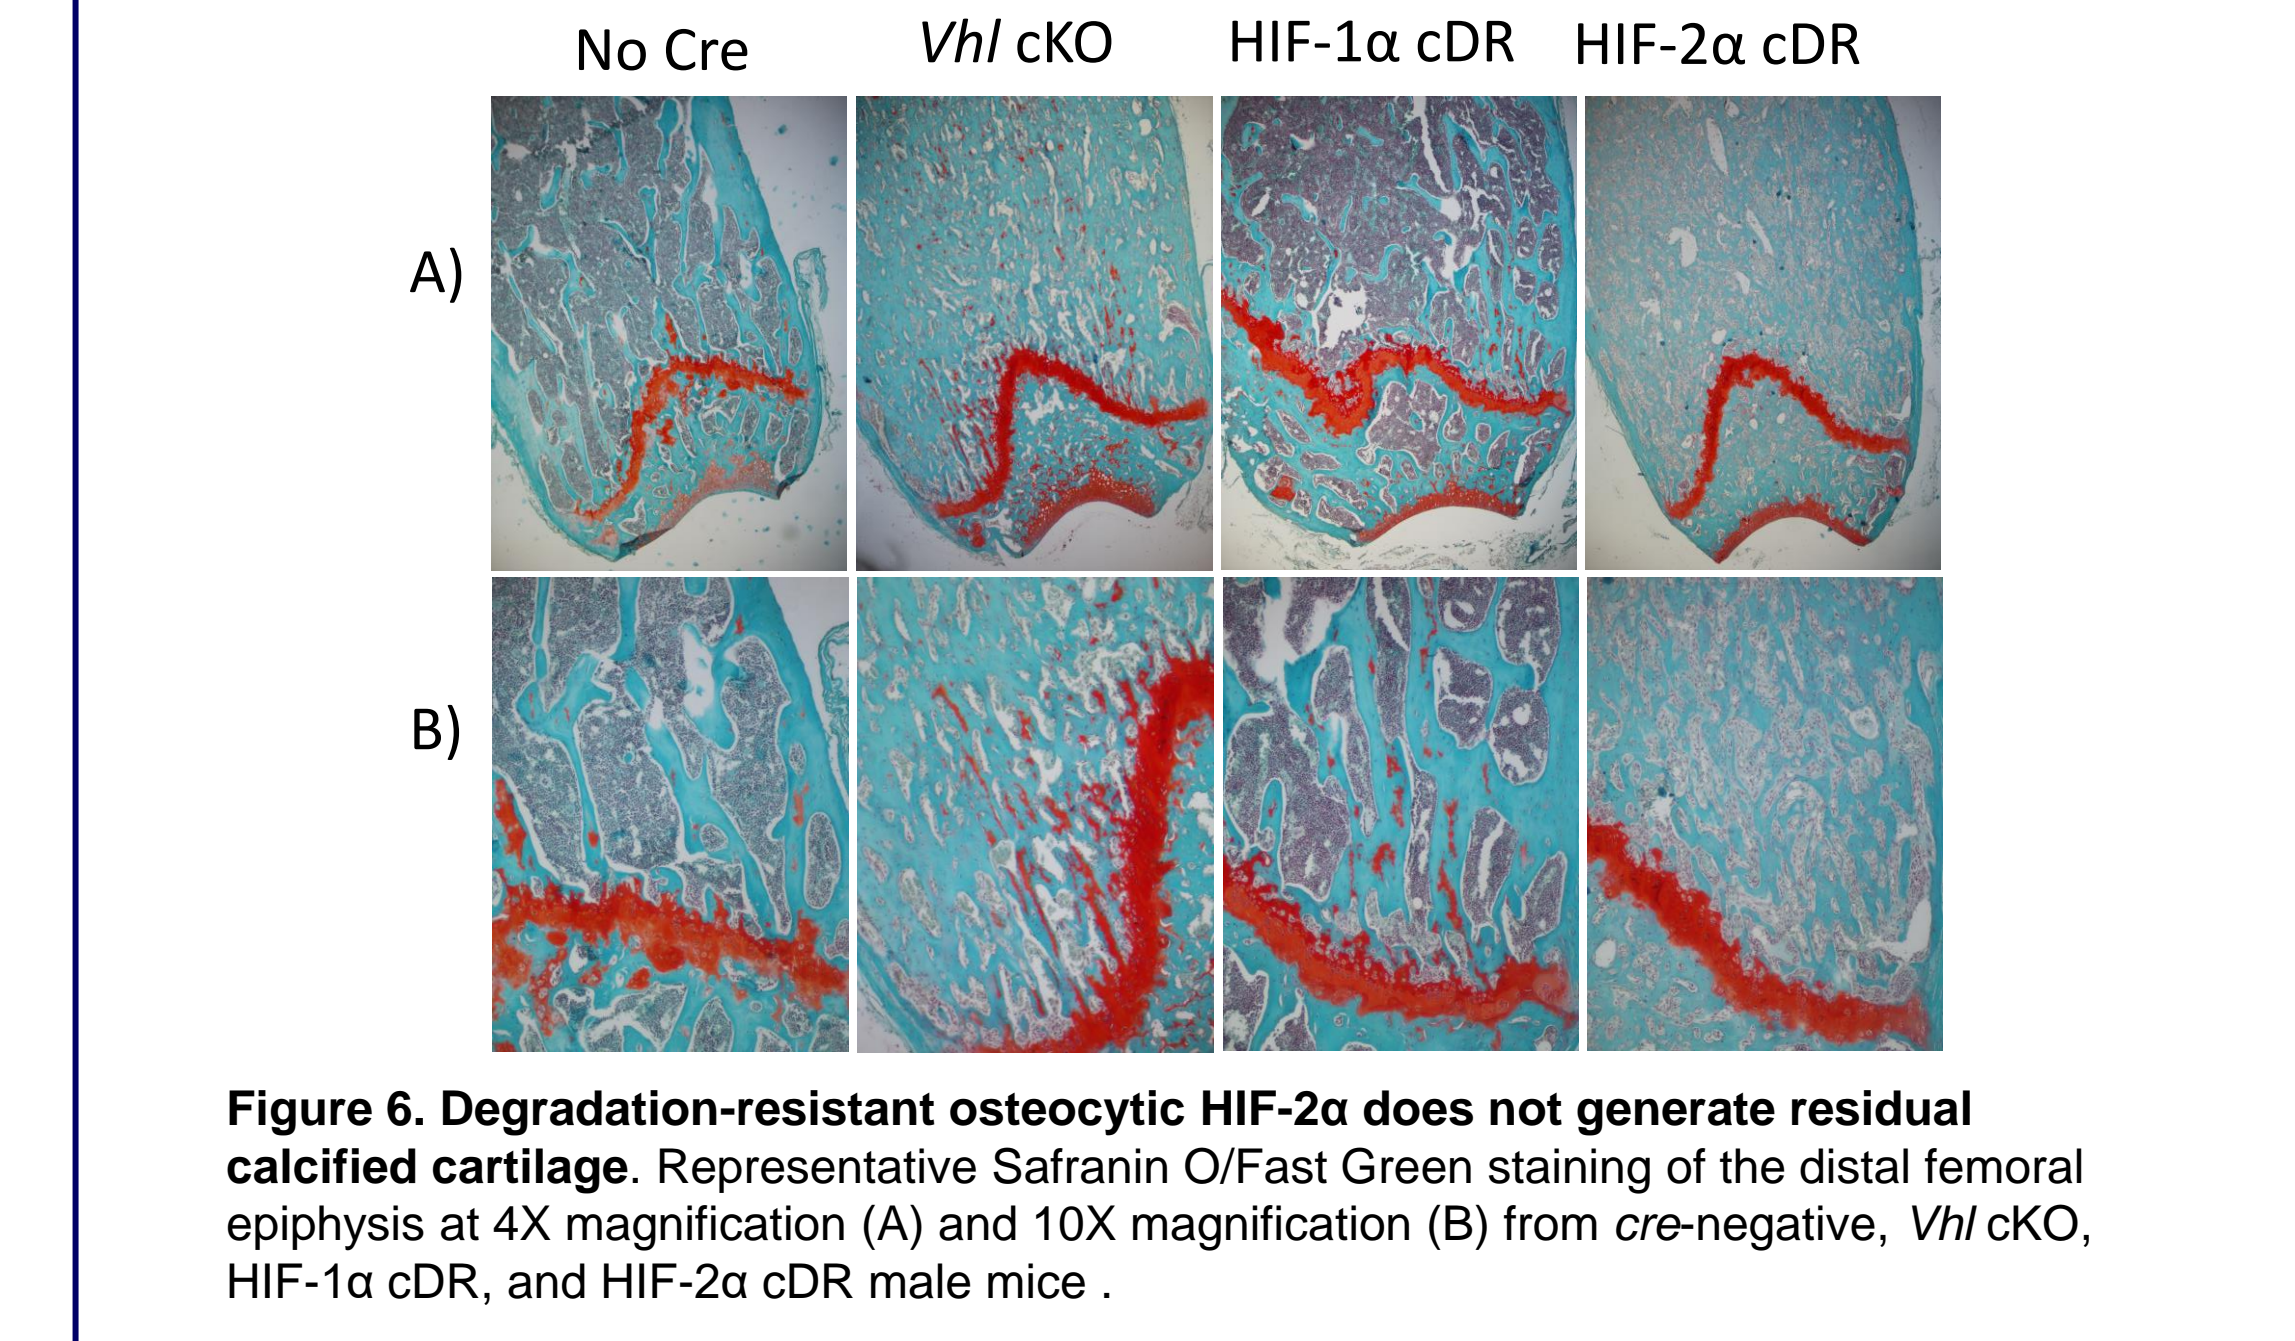 No Cre
Vhl cKO
HIF-1α cDR
HIF-2α cDR
A)
B)
Figure 6. Degradation-resistant osteocytic HIF-2α does not generate residual
calcified cartilage. Representative Safranin O/Fast Green staining of the distal femoral
epiphysis at 4X magnification (A) and 10X magnification (B) from cre-negative, Vhl cKO,
HIF-1α cDR, and HIF-2α cDR male mice .